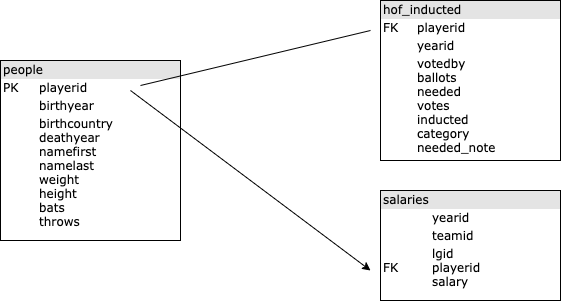 hof_inducted
FK playerid
yearid
votedby
ballots
needed
votes
inducted
category
needed_note
people
PK playerid
birthyear
birthcountry
deathyear
namefirst
namelast
weight
height
bats
throws
salaries
yearid
teamid
lgid
FK playerid
salary